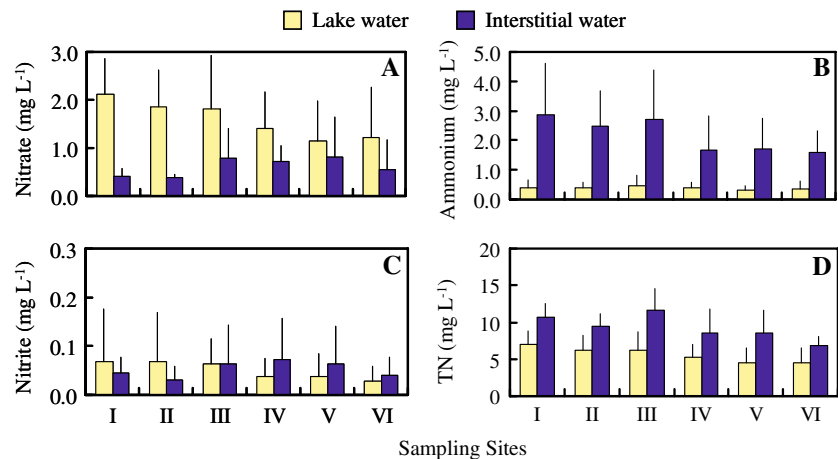 Lake water Interstitial water
A
Nitrate (mg L-1)
3.0
2.0
1.0
0.0
B
Ammonium (mg L-1)
5.0
4.0
3.0
2.0
1.0
0.0
C
Nitrite (mg L-1)
0.3
0.2
0.1
0.0
I II III IV V VI
D
TN (mg L-1)
20
15
10
5
0
I II III IV V VI
Sampling Sites